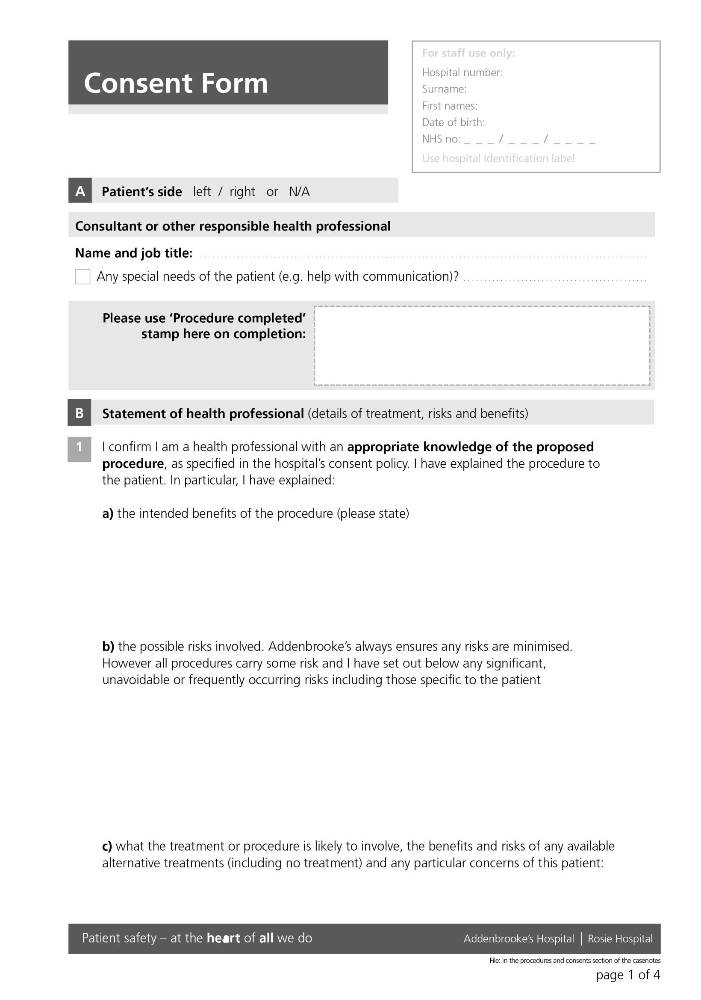 Consent Form
For staff use only:
Hospital number:
Surname:
First names:
Date of birth:
NHS no: _ _ _ / _ _ _ / _ _ _ _
Use hospital identification label
A Patient’s side left / right or N/A
Consultant or other responsible health professional
Name and job title: ........................................................................
Any special needs of the patient (e.g. help with communication)? ........................................
Please use ‘Procedure completed’
stamp here on completion:
B Statement of health professional (details of treatment, risks and benefits)
1 I confirm I am a health professional with an appropriate knowledge of the proposed
procedure, as specified in the hospital’s consent policy. I have explained the procedure to
the patient. In particular, I have explained:
a) the intended benefits of the procedure (please state)
b) the possible risks involved. Addenbrooke’s always ensures any risks are minimised.
However all procedures carry some risk and I have set out below any significant,
unavoidable or frequently occurring risks including those specific to the patient
c) what the treatment or procedure is likely to involve, the benefits and risks of any available
alternative treatments (including no treatment) and any particular concerns of this patient:
Patient safety – at the heart of all we do
Addenbrooke’s Hospital | Rosie Hospital
File: in the procedures and consents section of the casenotes
page 1 of 4